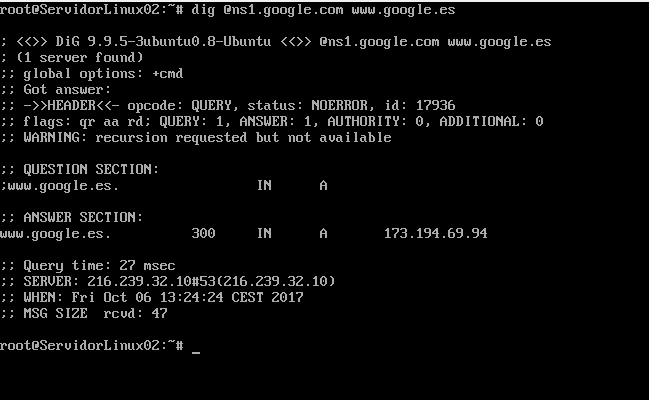 root@ServidorLinux02:~# dig @ns1.google.com www.google.es
; <<>> DiG 9.9.5-3ubuntu0.8-Ubuntu <<>> @ns1.google.com www.google.es
; (1 server found)
;; global options: +cmd
;; Got answer:
;; ->>HEADER<<- opcode: QUERY, status: NOERROR, id: 17936
;; flags: qr aa rd; QUERY: 1, ANSWER: 1, AUTHORITY: 0, ADDITIONAL: 0
;; WARNING: recursion requested but not available
;; QUESTION SECTION:
;www.google.es. IN A
;; ANSWER SECTION:
www.google.es. 300 IN A 173.194.69.94
;; Query time: 27 msec
;; SERVER: 216.239.32.10#53(216.239.32.10)
;; WHEN: Fri Oct 06 13:24:24 CEST 2017
;; MSG SIZE rcvd: 47
root@ServidorLinux02:~# _